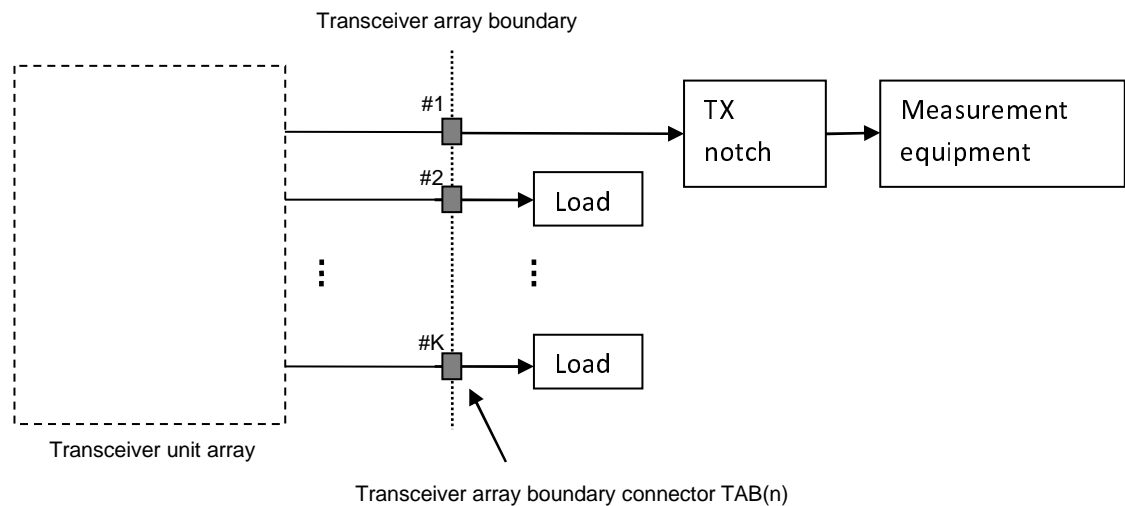 Transceiver array boundary
#1
TX
notch
Measurement
equipment
#2
Load
#K
Load
Transceiver unit array
Transceiver array boundary connector TAB(n)